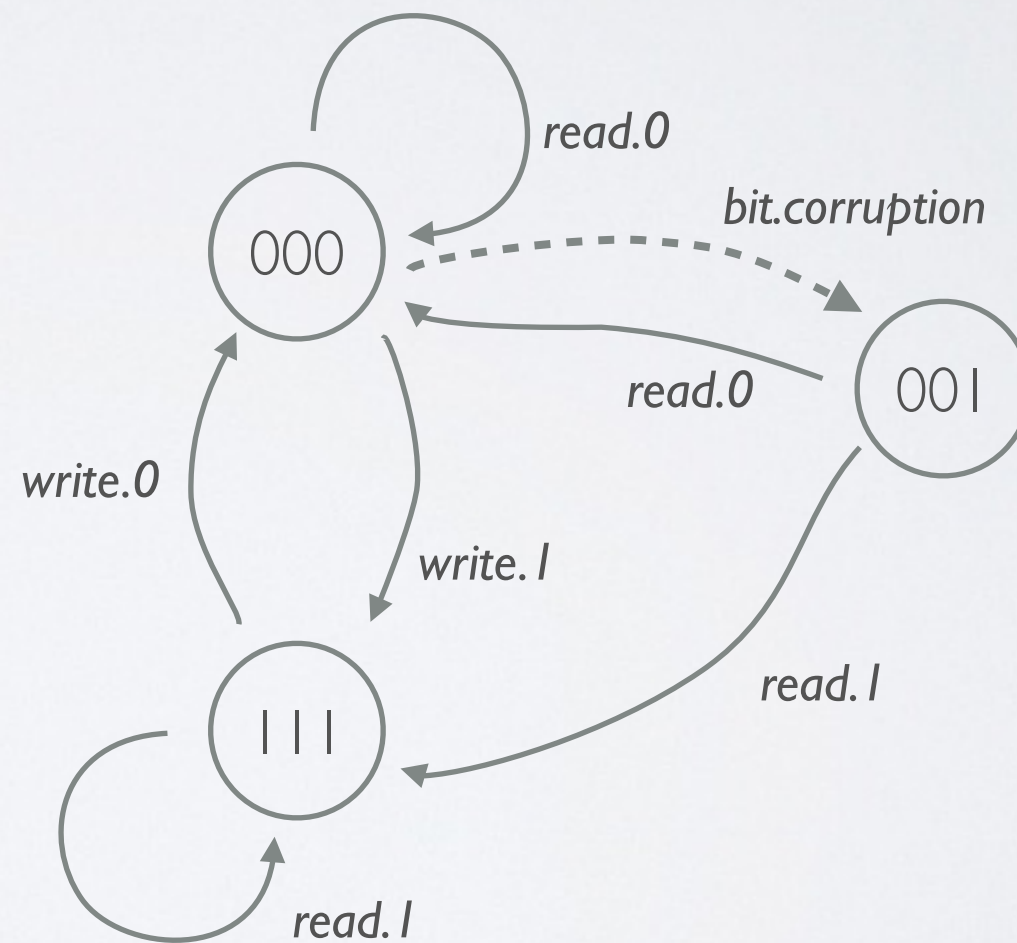 read.0
bit.corruption
000
read.0
001
write.0
write.1
read.1
111
read.1